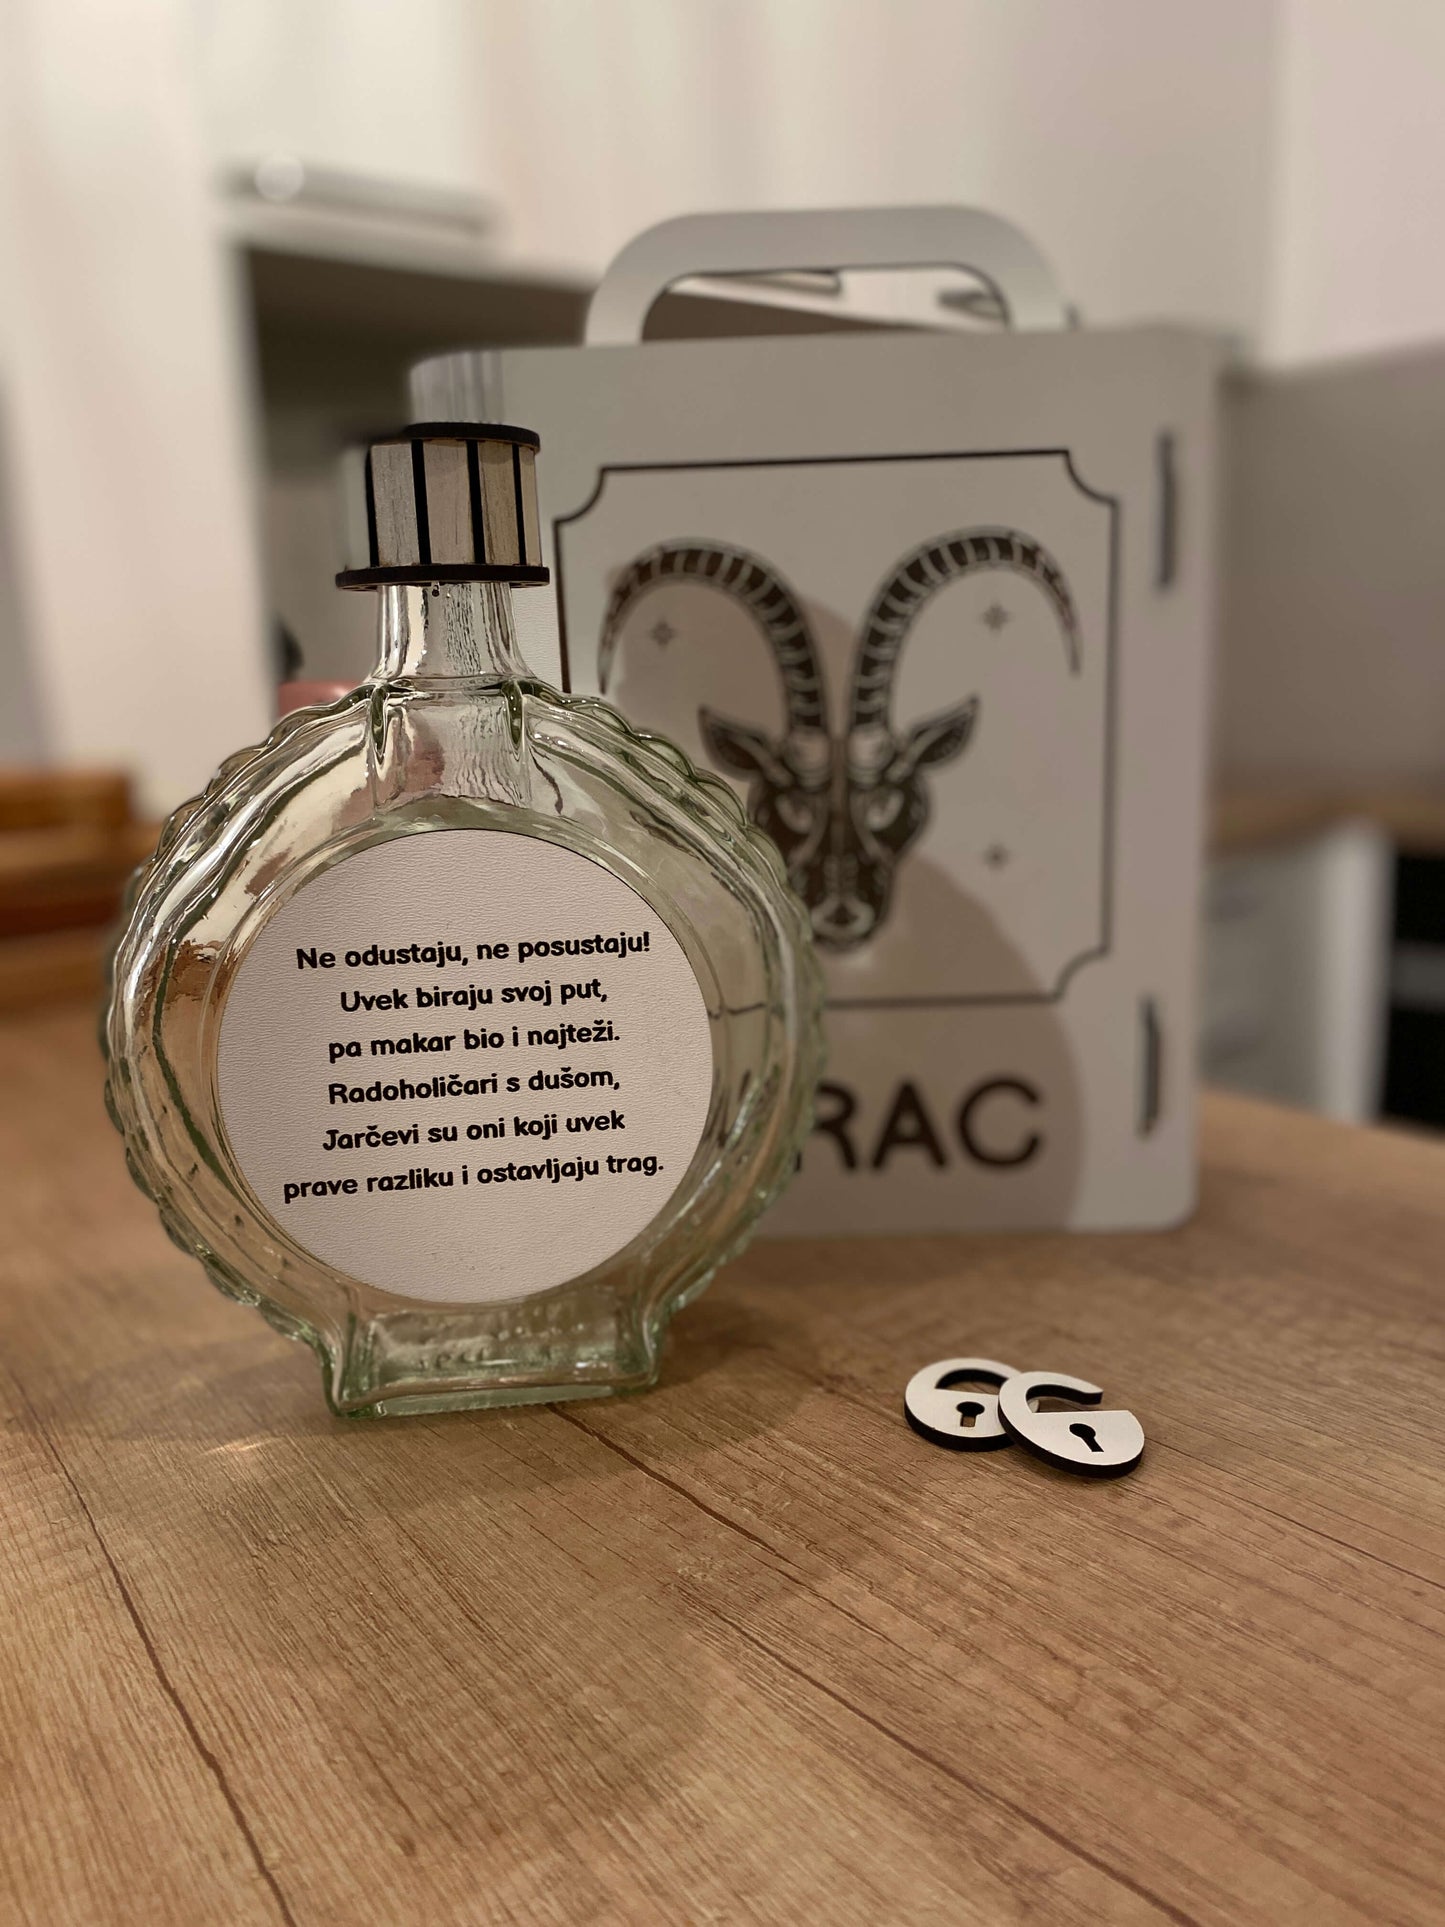 Ne odustaju, ne posustaju!
Uvek biraju svoj put,
pa makar bio i najteži.
Radoholičari s dušom,
Jarčevi su oni koji uvek
prave razliku i ostavljaju trag.
RAC